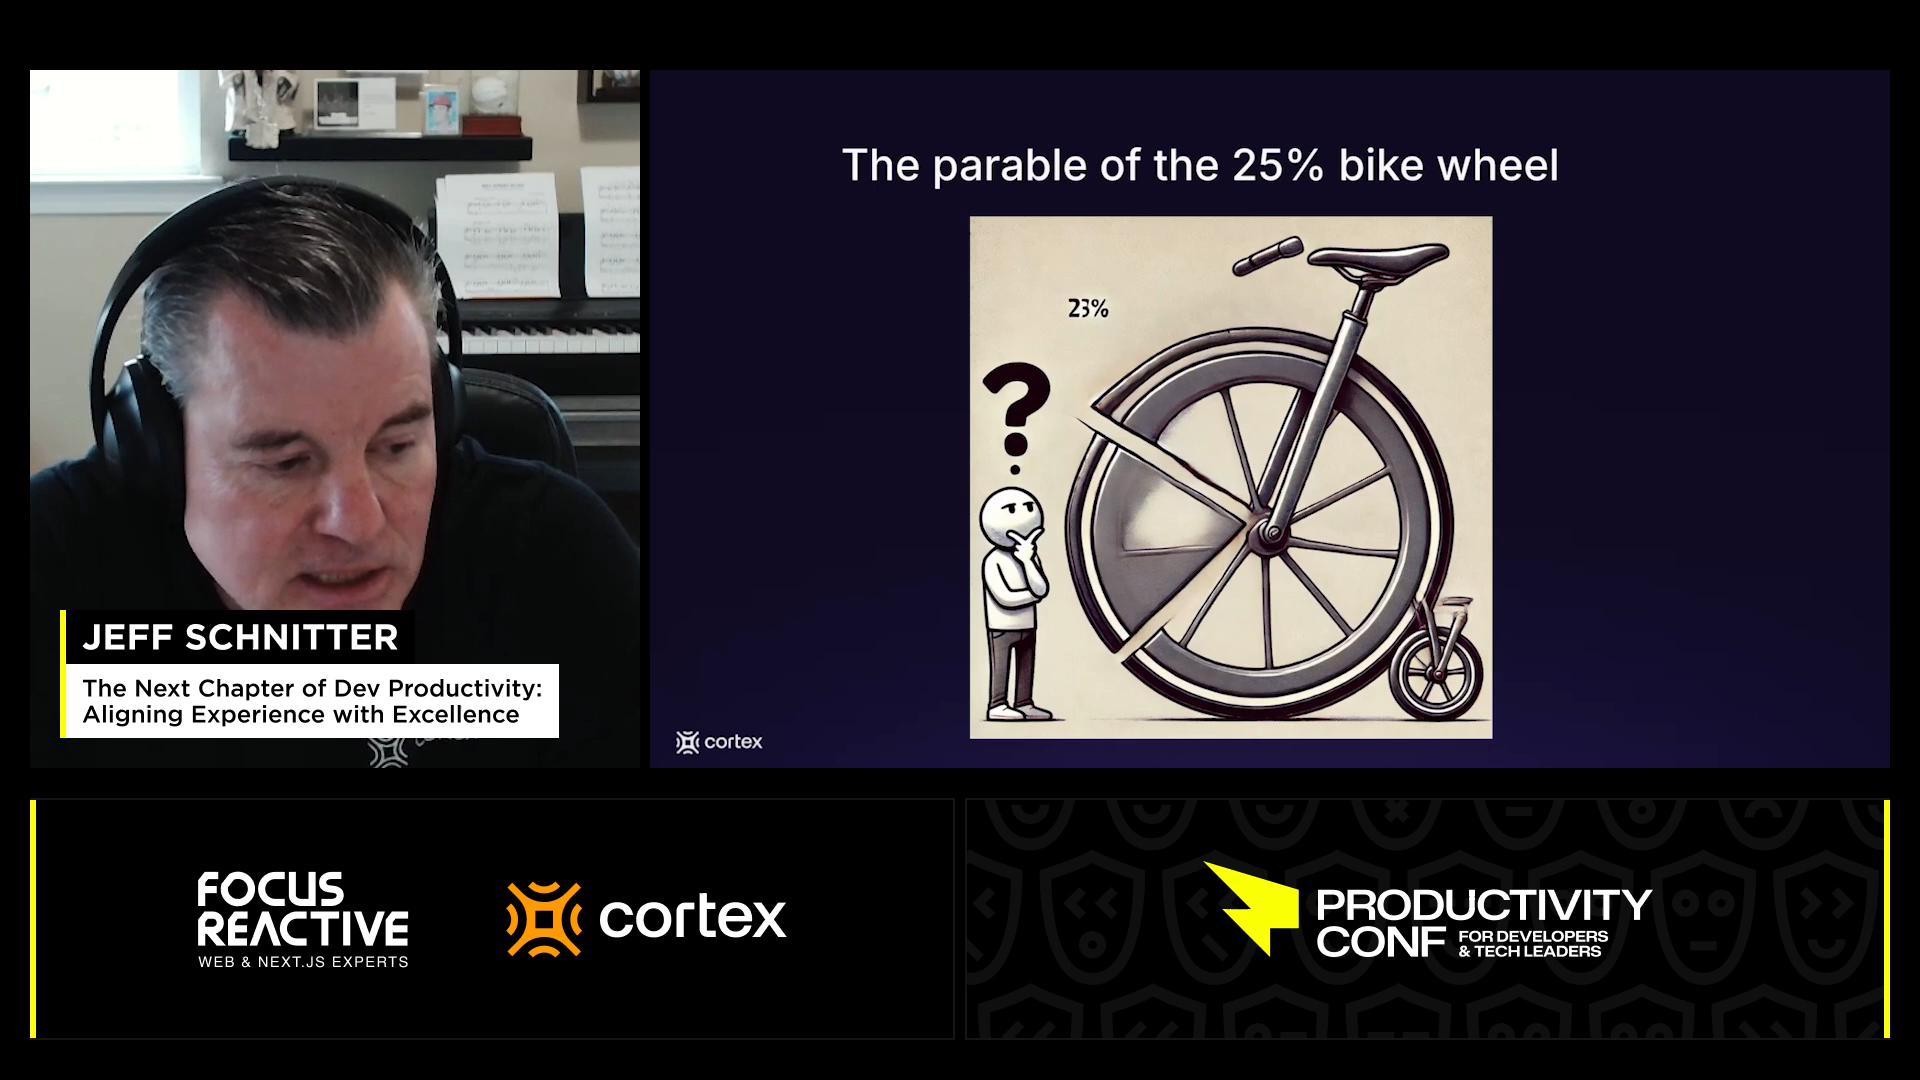 The parable of the 25% bike wheel
23%
?
JEFF SCHNITTER
The Next Chapter of Dev Productivity:
Aligning Experience with Excellence
cortex
FOCUS
REACTIVE
WEB & NEXT.JS EXPERTS
cortex
PRODUCTIVITY
CONF FOR DEVELOPERS
& TECH LEADERS